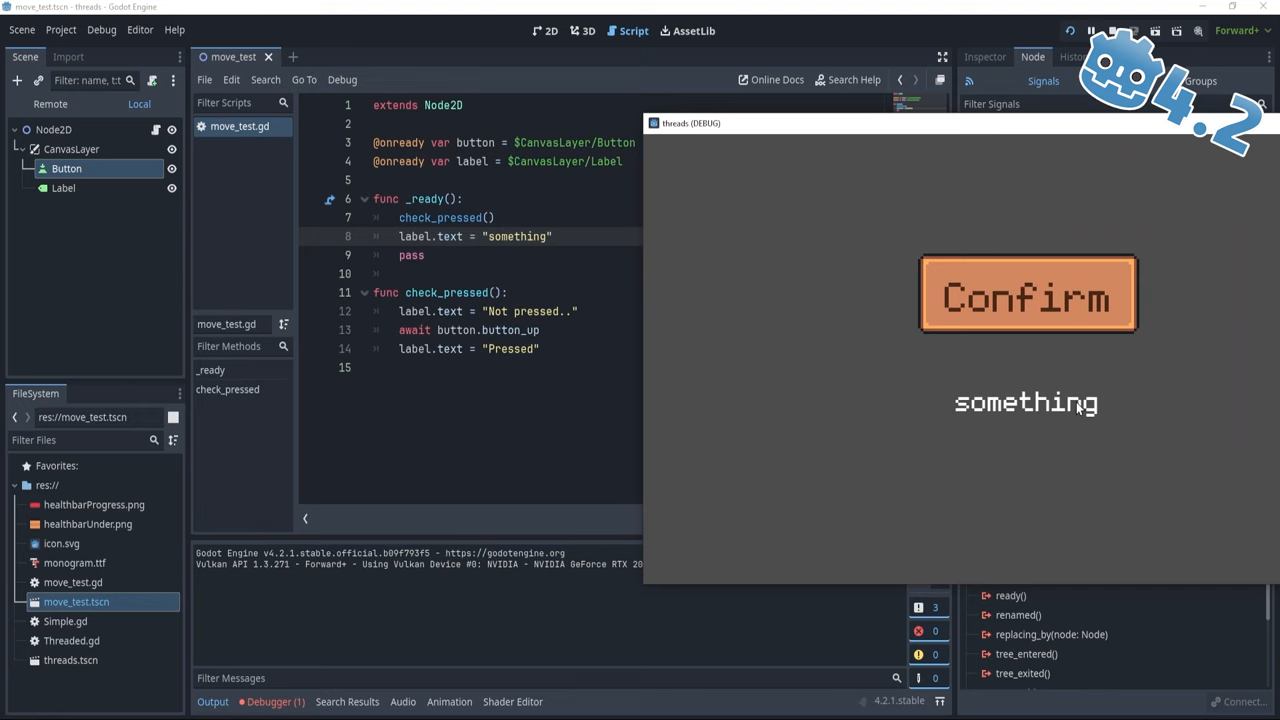 move_test.tscn - threads - Godot Engine
Scene Project Debug Editor Help
2D 3D Script AssetLib
Forward+
4.2
Scene Import
Filter: name, t:t
Remote Local
Node2D
CanvasLayer
Button
Label
FileSystem
res://move_test.tscn
Filter Files
Favorites:
res://
healthbarProgress.png
healthbarUnder.png
icon.svg
monogram.ttf
move_test.gd
move_test.tscn
Simple.gd
Threaded.gd
threads.tscn
move_test
File Edit Search Go To Debug
Online Docs Search Help
Filter Scripts
move_test.gd
move_test.gd
Filter Methods
_ready
check_pressed
1 extends Node2D
2
3 @onready var button = $CanvasLayer/Button
4 @onready var label = $CanvasLayer/Label
5
6 func _ready():
7 check_pressed()
8 label.text = "something"
9 pass
10
11 func check_pressed():
12 label.text = "Not pressed.."
13 await button.button_up
14 label.text = "Pressed"
15
Godot Engine v4.2.1.stable.official.b09f793f5 - https://godotengine.org
Vulkan API 1.3.271 - Forward+ - Using Vulkan Device #0: NVIDIA - NVIDIA GeForce RTX 20
3
0
0
0
Filter Messages
Output Debugger (1) Search Results Audio Animation Shader Editor
4.2.1.stable
threads (DEBUG)
Confirm
something
Inspector Node Histo
Signals Groups
Filter Signals
ready()
renamed()
replacing_by(node: Node)
tree_entered()
tree_exited()
Connect...